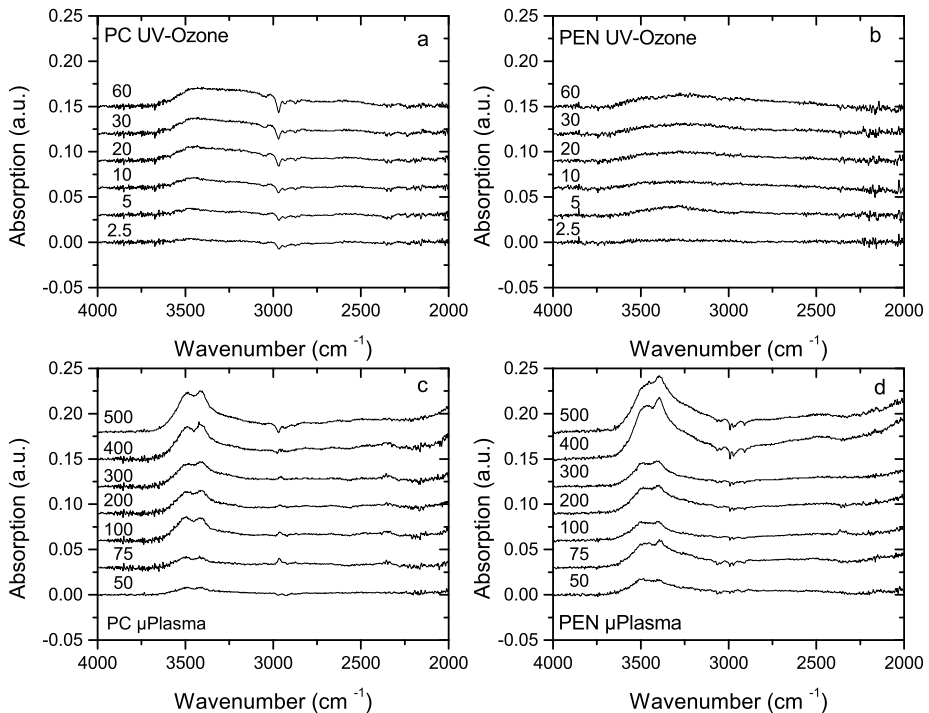 PC UV-Ozone
a
0.25
0.20
0.15
0.10
0.05
0.00
-0.05
60
30
20
10
5
2.5
Absorption (a.u.)
4000 3500 3000 2500 2000
Wavenumber (cm -1)
PEN UV-Ozone
b
0.25
0.20
0.15
0.10
0.05
0.00
-0.05
60
30
20
10
5
2.5
Absorption (a.u.)
4000 3500 3000 2500 2000
Wavenumber (cm -1)
c
0.25
0.20
0.15
0.10
0.05
0.00
-0.05
500
400
300
200
100
75
50
PC µPlasma
Absorption (a.u.)
4000 3500 3000 2500 2000
Wavenumber (cm -1)
d
0.25
0.20
0.15
0.10
0.05
0.00
-0.05
500
400
300
200
100
75
50
PEN µPlasma
Absorption (a.u.)
4000 3500 3000 2500 2000
Wavenumber (cm -1)